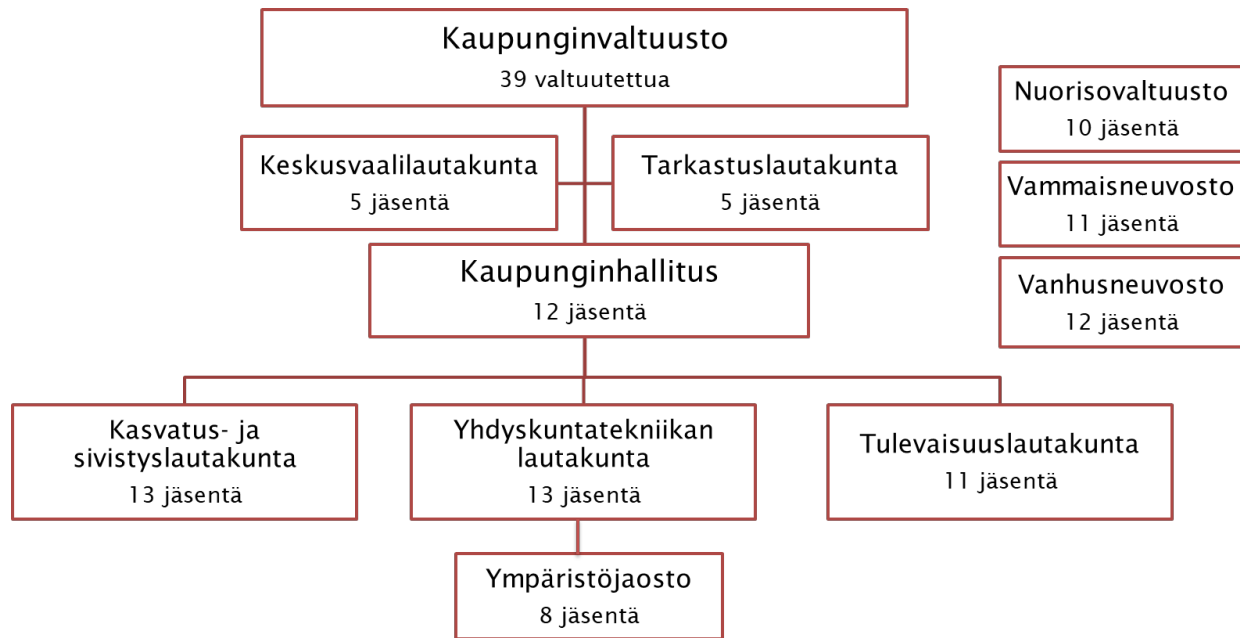 Kaupunginvaltuusto
39 valtuutettua
Nuorisovaltuusto
10 jäsentä
Keskusvaalilautakunta
5 jäsentä
Tarkastuslautakunta
5 jäsentä
Vammaisneuvosto
11 jäsentä
Kaupunginhallitus
12 jäsentä
Vanhusneuvosto
12 jäsentä
Kasvatus- ja
sivistyslautakunta
13 jäsentä
Yhdyskuntatekniikan
lautakunta
13 jäsentä
Tulevaisuuslautakunta
11 jäsentä
Ympäristöjaosto
8 jäsentä